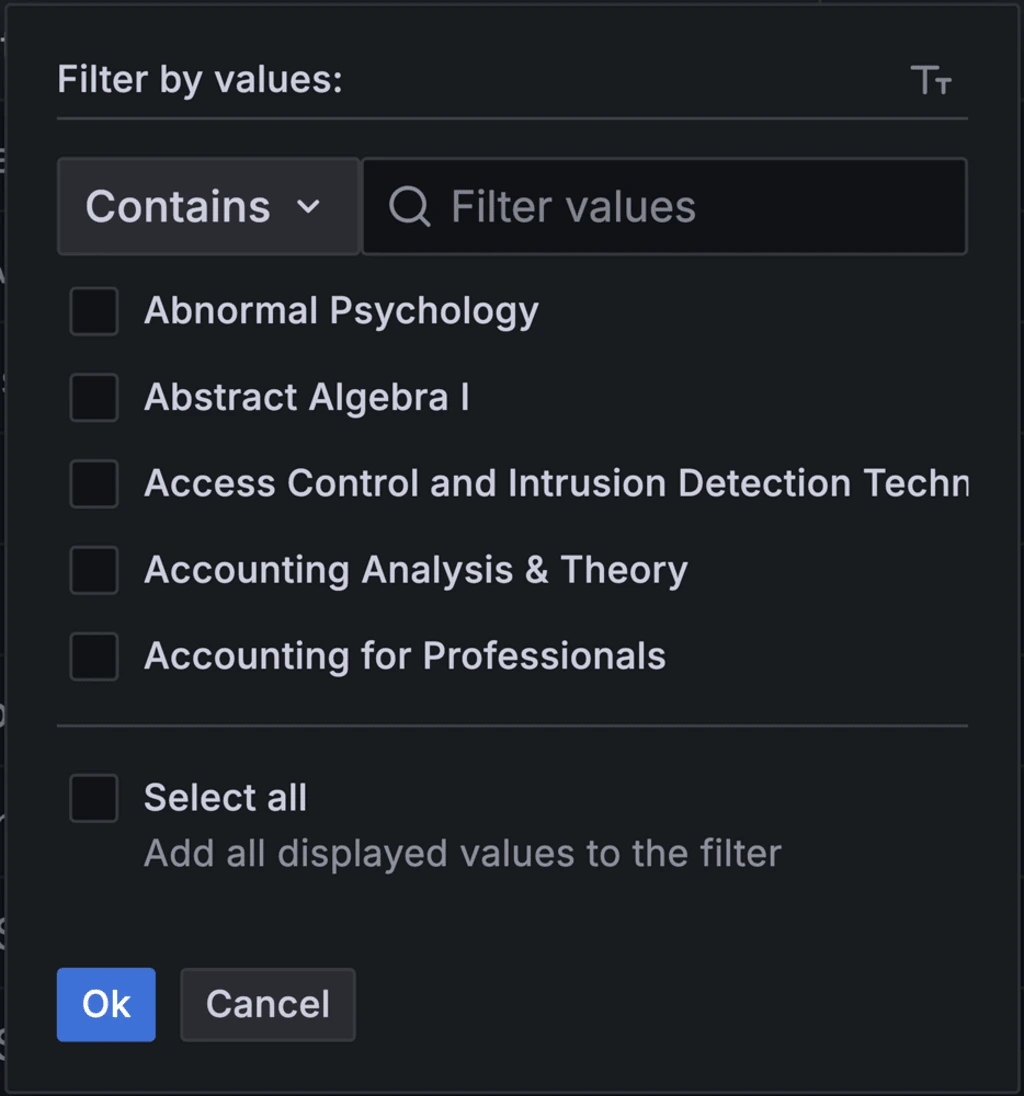 Filter by values:
Tт
Contains
Filter values
Abnormal Psychology
Abstract Algebra I
Access Control and Intrusion Detection Techn
Accounting Analysis & Theory
Accounting for Professionals
Select all
Add all displayed values to the filter
Ok
Cancel